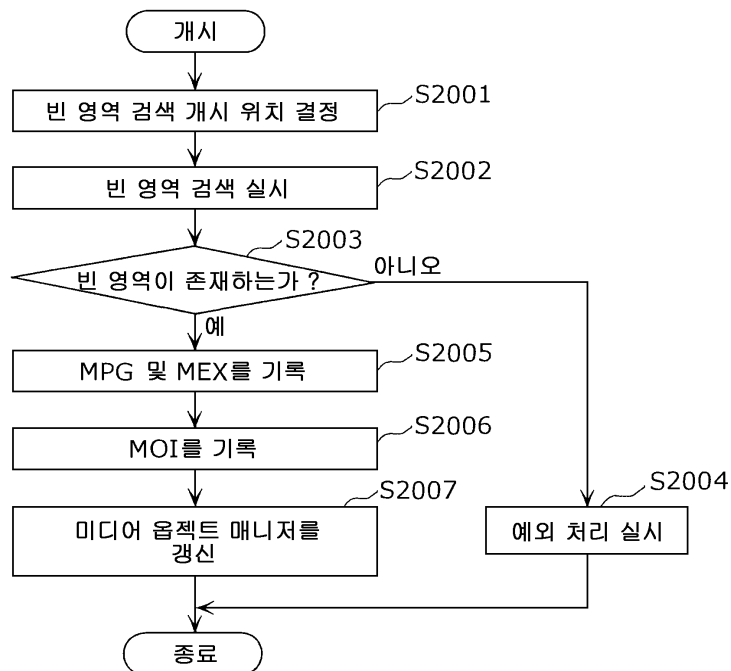 개시
빈 영역 검색 개시 위치 결정
S2001
빈 영역 검색 실시
S2002
S2003
빈 영역이 존재하는가 ?
아니오
예
MPG 및 MEX를 기록
S2005
MOI를 기록
S2006
S2007
미디어 옵젝트 매니저를
갱신
S2004
예외 처리 실시
종료